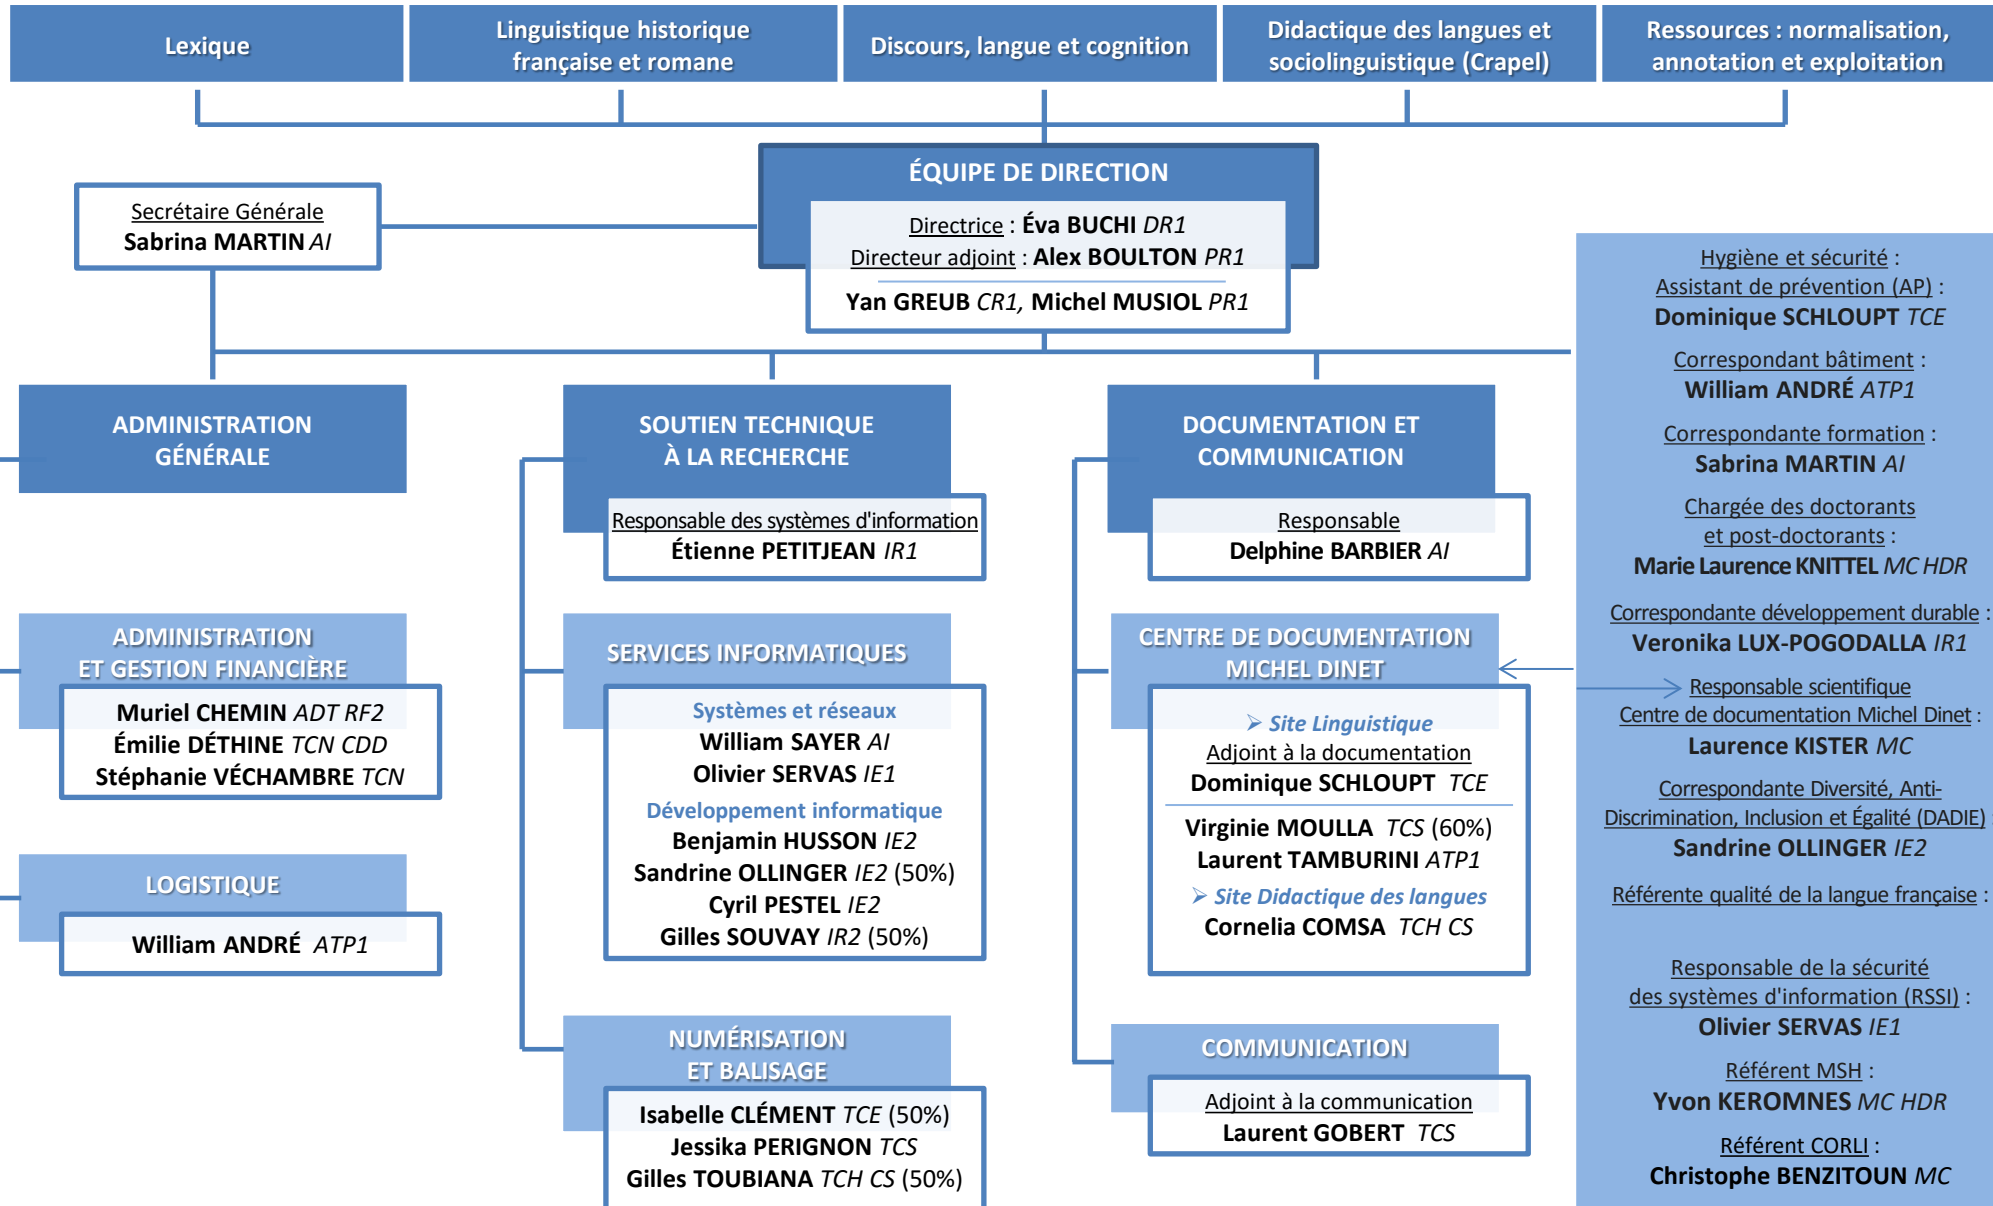 Lexique
Linguistique historique
française et romane
Discours, langue et cognition
Didactique des langues et
sociolinguistique (Crapel)
Ressources : normalisation,
annotation et exploitation
ÉQUIPE DE DIRECTION
Directrice : Éva BUCHI DR1
Directeur adjoint : Alex BOULTON PR1
Yan GREUB CR1, Michel MUSIOL PR1
Secrétaire Générale
Sabrina MARTIN AI
ADMINISTRATION
GÉNÉRALE
ADMINISTRATION
ET GESTION FINANCIÈRE
Muriel CHEMIN ADT RF2
Émilie DÉTHINE TCN CDD
Stéphanie VÉCHAMBRE TCN
LOGISTIQUE
William ANDRÉ ATP1
SOUTIEN TECHNIQUE
À LA RECHERCHE
Responsable des systèmes d'information
Étienne PETITJEAN IR1
SERVICES INFORMATIQUES
Systèmes et réseaux
William SAYER AI
Olivier SERVAS IE1
Développement informatique
Benjamin HUSSON IE2
Sandrine OLLINGER IE2 (50%)
Cyril PESTEL IE2
Gilles SOUVAY IR2 (50%)
NUMÉRISATION
ET BALISAGE
Isabelle CLÉMENT TCE (50%)
Jessika PERIGNON TCS
Gilles TOUBIANA TCH CS (50%)
DOCUMENTATION ET
COMMUNICATION
Responsable
Delphine BARBIER AI
CENTRE DE DOCUMENTATION
MICHEL DINET
➢ Site Linguistique
Adjoint à la documentation
Dominique SCHLOUPT TCE
Virginie MOULLA TCS (60%)
Laurent TAMBURINI ATP1
➢ Site Didactique des langues
Cornelia COMSA TCH CS
COMMUNICATION
Adjoint à la communication
Laurent GOBERT TCS
Hygiène et sécurité :
Assistant de prévention (AP) :
Dominique SCHLOUPT TCE
Correspondant bâtiment :
William ANDRÉ ATP1
Correspondante formation :
Sabrina MARTIN AI
Chargée des doctorants
et post-doctorants :
Marie Laurence KNITTEL MC HDR
Correspondante développement durable :
Veronika LUX-POGODALLA IR1
Responsable scientifique
Centre de documentation Michel Dinet :
Laurence KISTER MC
Correspondante Diversité, Anti-
Discrimination, Inclusion et Égalité (DADIE) :
Sandrine OLLINGER IE2
Référente qualité de la langue française :
Responsable de la sécurité
des systèmes d'information (RSSI) :
Olivier SERVAS IE1
Référent MSH :
Yvon KEROMNES MC HDR
Référent CORLI :
Christophe BENZITOUN MC